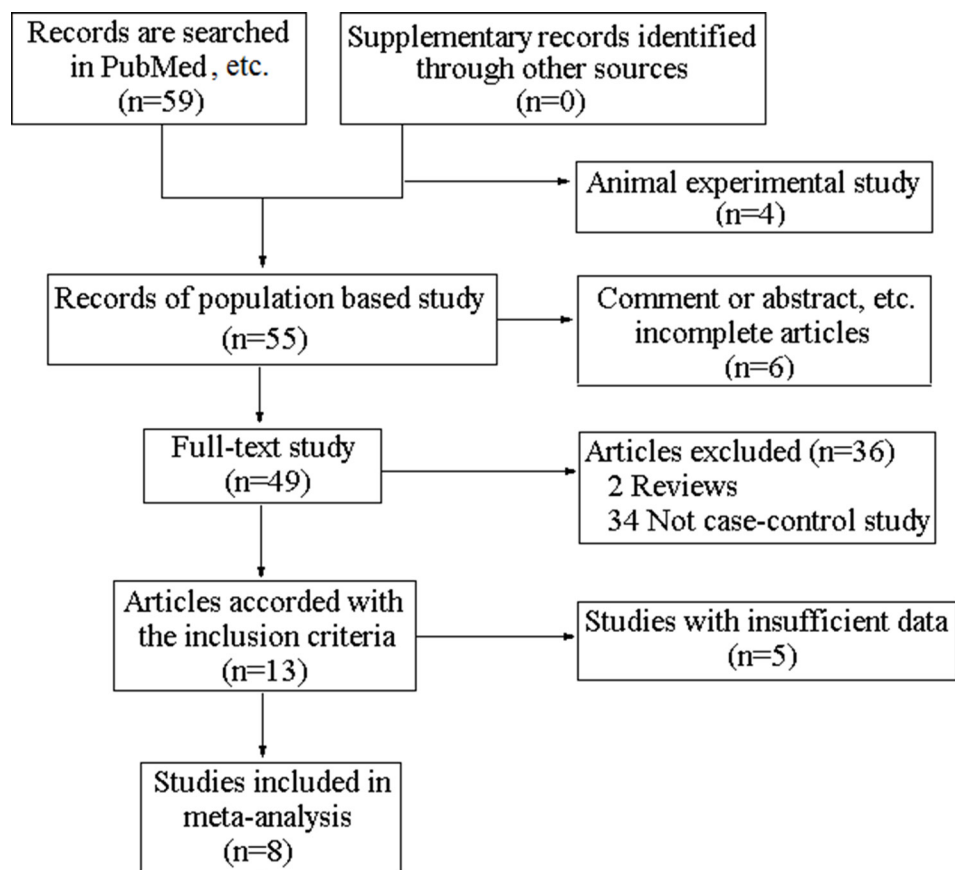 Records are searched
in PubMed, etc.
(n=59)
Supplementary records identified
through other sources
(n=0)
Animal experimental study
(n=4)
Records of population based study
(n=55)
Comment or abstract, etc.
incomplete articles
(n=6)
Full-text study
(n=49)
Articles excluded (n=36)
2 Reviews
34 Not case-control study
Articles accorded with
the inclusion criteria
(n=13)
Studies with insufficient data
(n=5)
Studies included in
meta-analysis
(n=8)